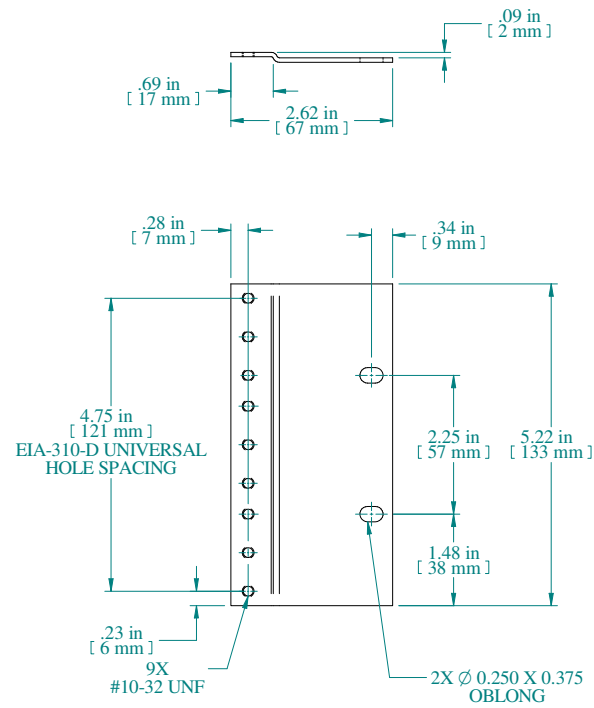 .09 in
[ 2 mm ]
.69 in
[ 17 mm ]
2.62 in
[ 67 mm ]
.28 in
[ 7 mm ]
.34 in
[ 9 mm ]
4.75 in
[ 121 mm ]
EIA-310-D UNIVERSAL
HOLE SPACING
2.25 in
[ 57 mm ]
5.22 in
[ 133 mm ]
1.48 in
[ 38 mm ]
.23 in
[ 6 mm ]
9X
#10-32 UNF
2X ∅ 0.250 X 0.375
OBLONG